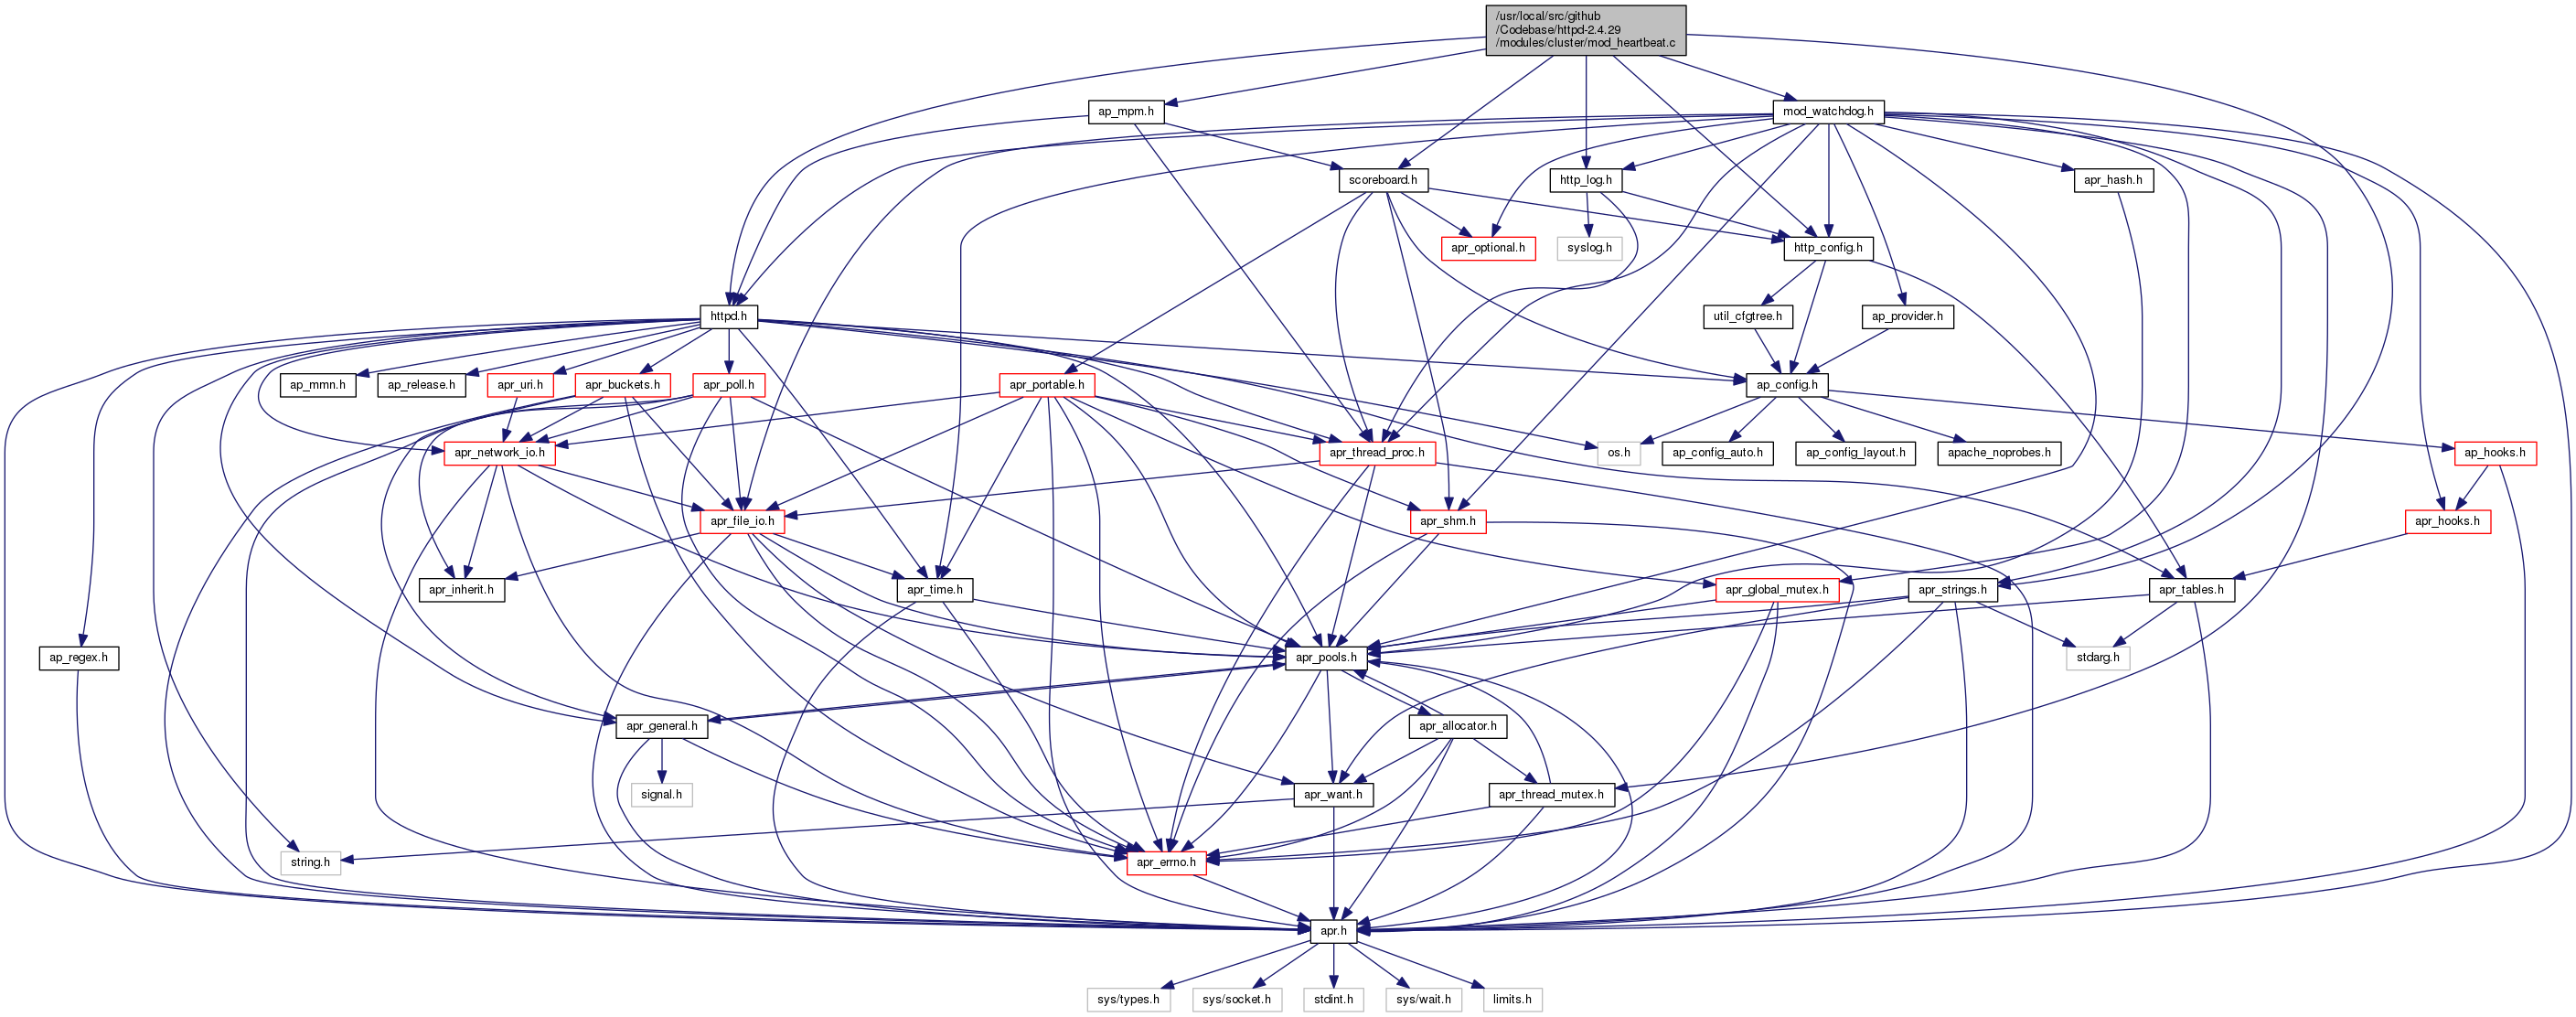 /usr/local/src/github
/Codebase/httpd-2.4.29
/modules/cluster/mod_heartbeat.c
ap_mpm.h
mod_watchdog.h
scoreboard.h
http_log.h
apr_hash.h
apr_optional.h
syslog.h
http_config.h
httpd.h
util_cfgtree.h
ap_provider.h
ap_mmn.h
ap_release.h
apr_uri.h
apr_buckets.h
apr_poll.h
apr_portable.h
ap_config.h
apr_network_io.h
apr_thread_proc.h
os.h
ap_config_auto.h
ap_config_layout.h
apache_noprobes.h
ap_hooks.h
apr_file_io.h
apr_shm.h
apr_hooks.h
apr_inherit.h
apr_time.h
apr_global_mutex.h
apr_strings.h
apr_tables.h
ap_regex.h
apr_pools.h
stdarg.h
apr_general.h
apr_allocator.h
signal.h
apr_want.h
apr_thread_mutex.h
string.h
apr_errno.h
apr.h
sys/types.h
sys/socket.h
stdint.h
sys/wait.h
limits.h